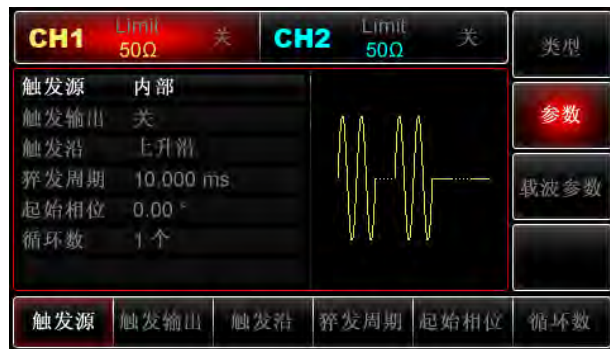 CH1 Limit 50Ω 关
CH2 Limit 50Ω 关
类型
触发源 内部
触发输出 关
触发沿 上升沿
猝发周期 10.000 ms
起始相位 0.00 °
循环数 1 个
参数
载波参数
触发源 触发输出 触发沿 猝发周期 起始相位 循环数